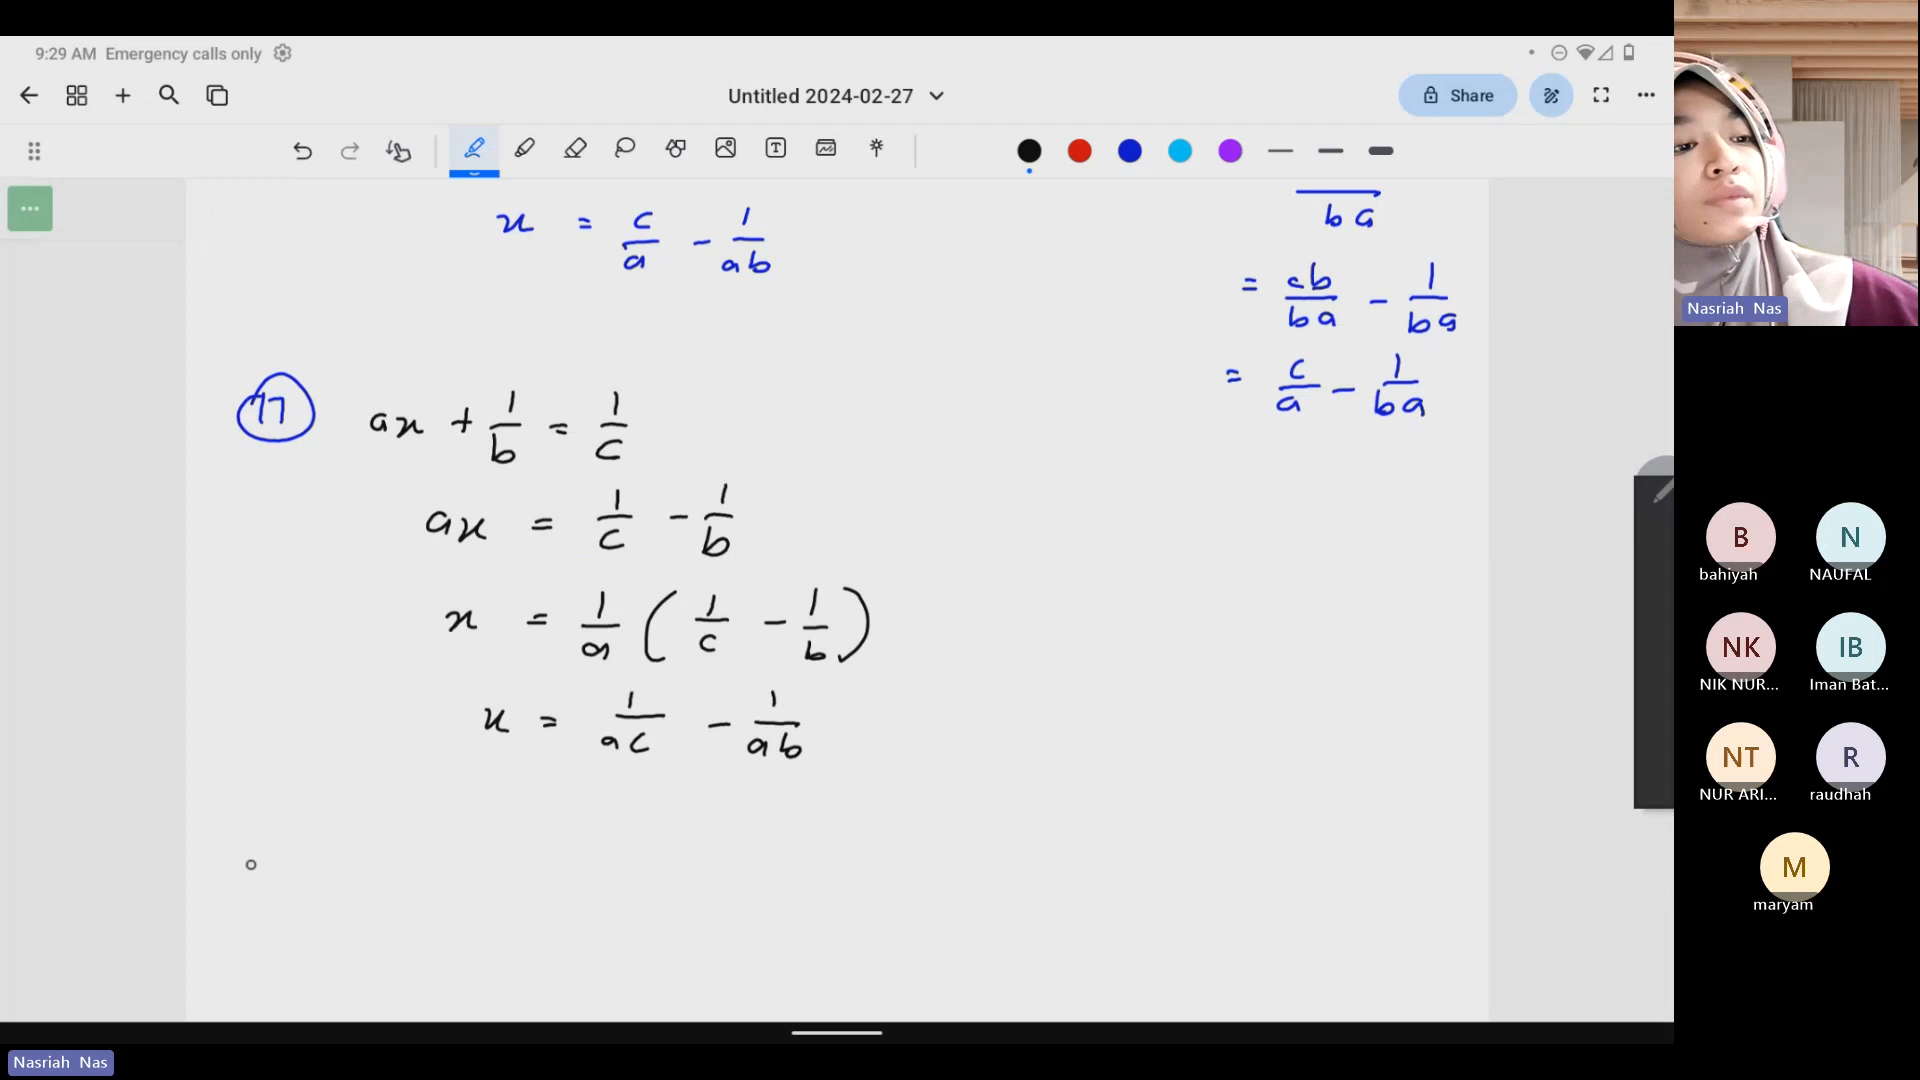 9:29 AM Emergency calls only
Untitled 2024-02-27
Share
x = c/a - 1/ab
ba
= cb/ba - 1/ba
= c/a - 1/ba
17
ax + 1/b = 1/c
ax = 1/c - 1/b
x = 1/a ( 1/c - 1/b )
x = 1/ac - 1/ab
Nasriah Nas
B
bahiyah
N
NAUFAL
NK
NIK NUR...
IB
Iman Bat...
NT
NUR ARI...
R
raudhah
M
maryam
Nasriah Nas